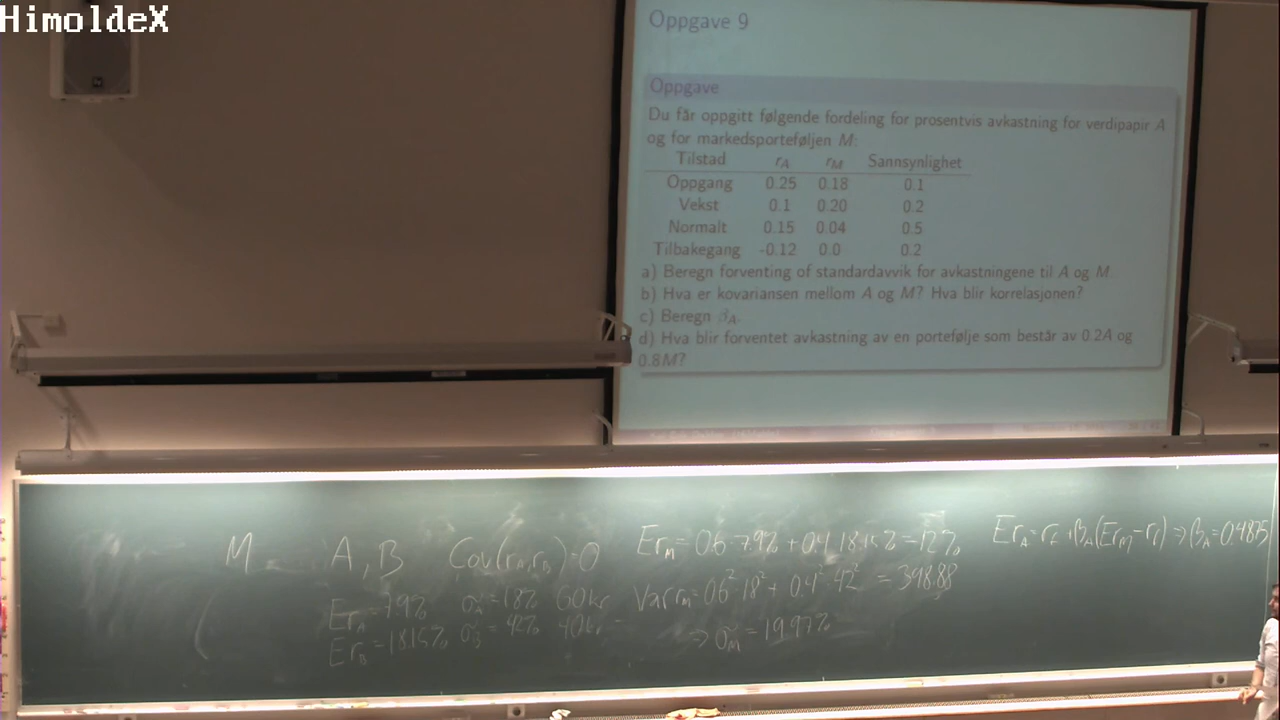 HimoldeX
Oppgave 9
Oppgave
Du får oppgitt følgende fordeling for prosentvis avkastning for verdipapir A
og for markedsporteføljen M:
Tilstad r_A r_M Sannsynlighet
Oppgang 0.25 0.18 0.1
Vekst 0.1 0.20 0.2
Normalt 0.15 0.04 0.5
Tilbakegang -0.12 0.0 0.2
a) Beregn forventing of standardavvik for avkastningene til A og M
b) Hva er kovariansen mellom A og M? Hva blir korrelasjonen?
c) Beregn β_A.
d) Hva blir forventet avkastning av en portefølje som består av 0.2A og
0.8M?
M A, B Cov(r_A, r_B)=0
Er_A=7.9% σ_A=18% 60kr
Er_B=18.15% σ_B=42% 40kr
Er_M=0.6·7.9%+0.4·18.15%=12%
Var r_M=0.6²·18²+0.4²·42²=398.88
⇒σ_M=19.97%
Er_A=r_f+β_A(Er_M-r_f)⇒β_A=0.4875